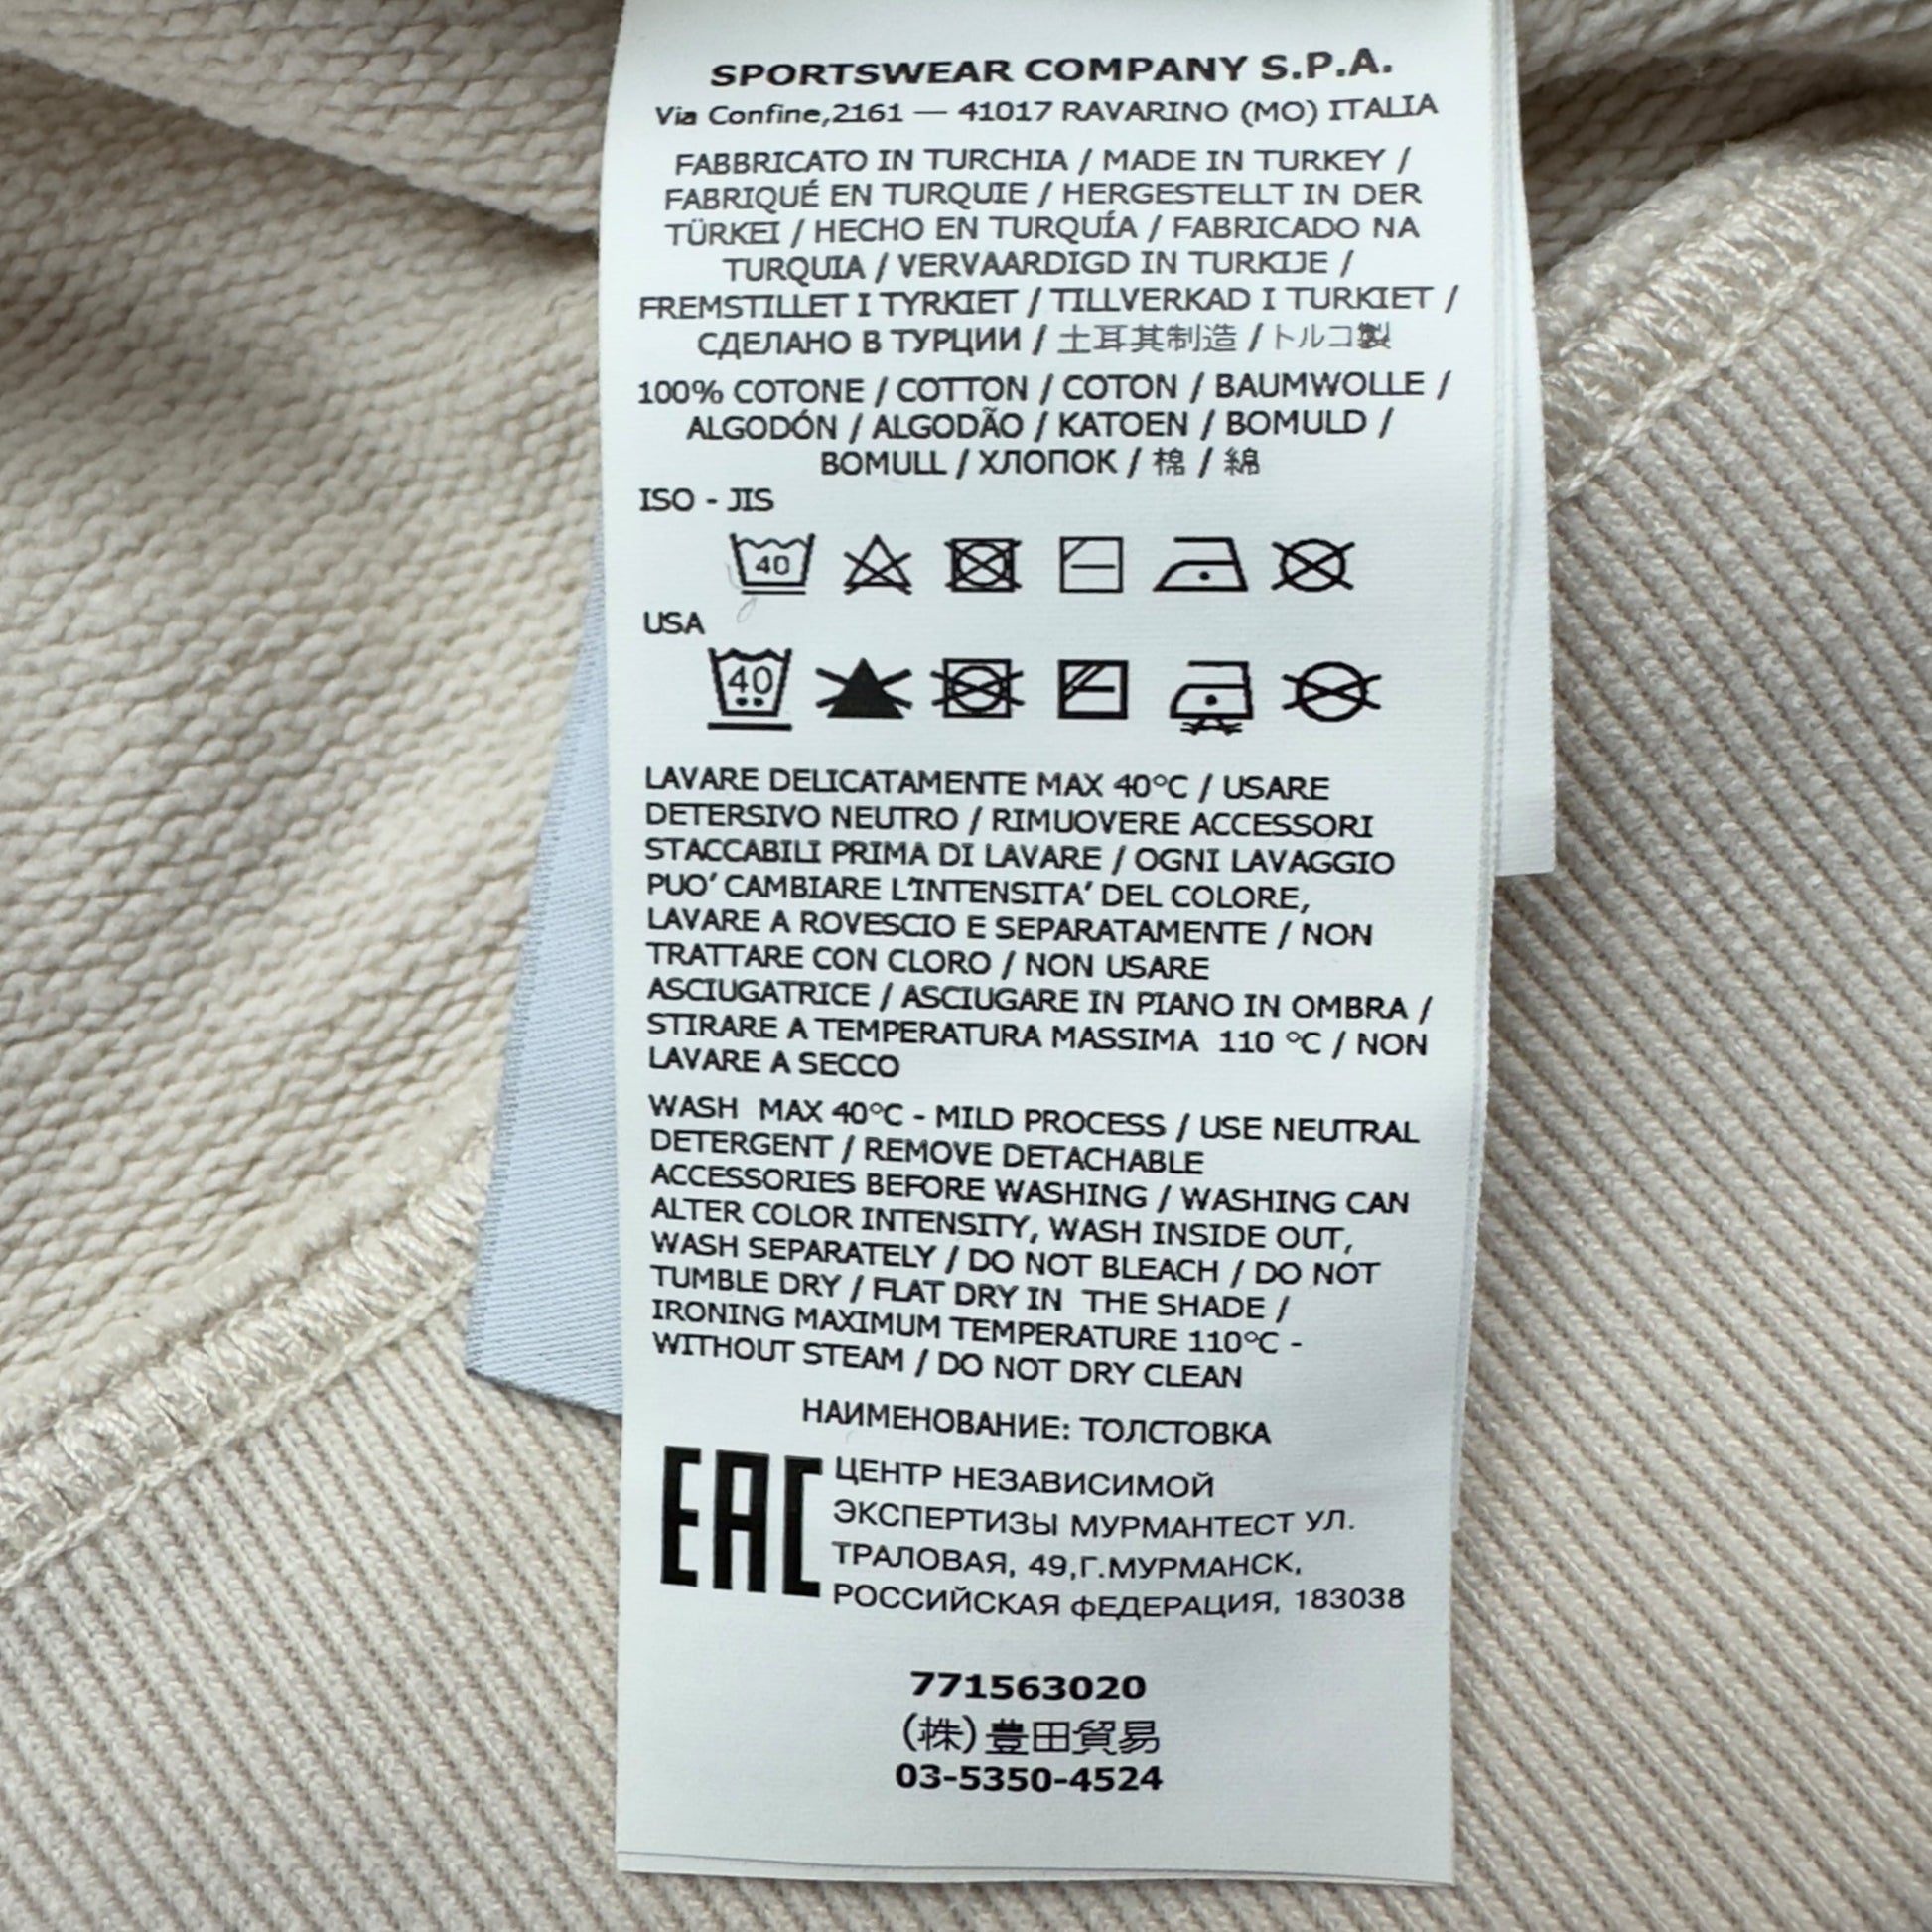 SPORTSWEAR COMPANY S.P.A.
Via Confine,2161 — 41017 RAVARINO (MO) ITALIA
FABBRICATO IN TURCHIA / MADE IN TURKEY /
FABRIQUÉ EN TURQUIE / HERGESTELLT IN DER
TÜRKEI / HECHO EN TURQUÍA / FABRICADO NA
TURQUIA / VERVAARDIGD IN TURKIJE /
FREMSTILLET I TYRKIET / TILLVERKAD I TURKIET /
СДЕЛАНО В ТУРЦИИ / 土耳其制造 / トルコ製
100% COTONE / COTTON / COTON / BAUMWOLLE /
ALGODÓN / ALGODÃO / KATOEN / BOMULD /
BOMULL / ХЛОПОК / 棉 / 綿
ISO - JIS
40
USA
40
LAVARE DELICATAMENTE MAX 40°C / USARE
DETERSIVO NEUTRO / RIMUOVERE ACCESSORI
STACCABILI PRIMA DI LAVARE / OGNI LAVAGGIO
PUO' CAMBIARE L'INTENSITA' DEL COLORE,
LAVARE A ROVESCIO E SEPARATAMENTE / NON
TRATTARE CON CLORO / NON USARE
ASCIUGATRICE / ASCIUGARE IN PIANO IN OMBRA /
STIRARE A TEMPERATURA MASSIMA 110 °C / NON
LAVARE A SECCO
WASH MAX 40°C - MILD PROCESS / USE NEUTRAL
DETERGENT / REMOVE DETACHABLE
ACCESSORIES BEFORE WASHING / WASHING CAN
ALTER COLOR INTENSITY, WASH INSIDE OUT,
WASH SEPARATELY / DO NOT BLEACH / DO NOT
TUMBLE DRY / FLAT DRY IN THE SHADE /
IRONING MAXIMUM TEMPERATURE 110°C -
WITHOUT STEAM / DO NOT DRY CLEAN
НАИМЕНОВАНИЕ: ТОЛСТОВКА
EAC
ЦЕНТР НЕЗАВИСИМОЙ
ЭКСПЕРТИЗЫ МУРМАНТЕСТ УЛ.
ТРАЛОВАЯ, 49,Г.МУРМАНСК,
РОССИЙСКАЯ ФЕДЕРАЦИЯ, 183038
771563020
(株) 豊田貿易
03-5350-4524